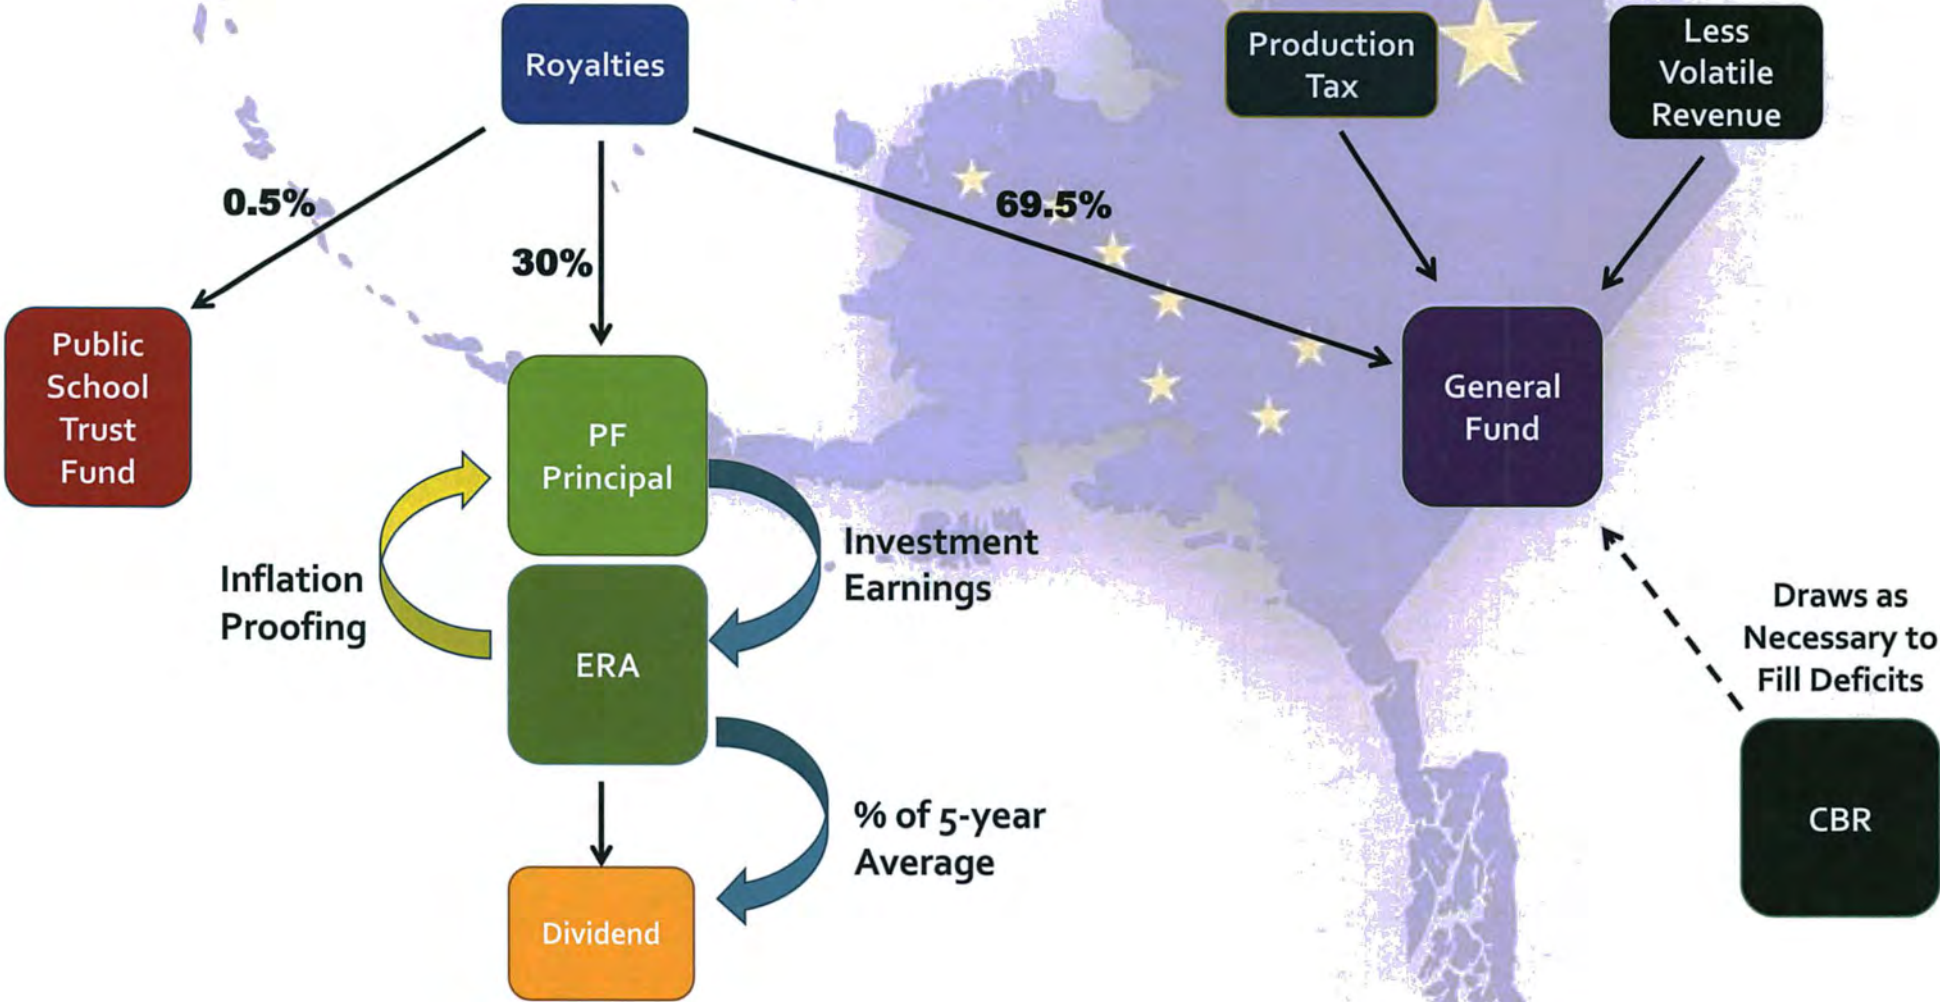 Royalties
Production
Tax
Less
Volatile
Revenue
0.5%
30%
69.5%
Public
School
Trust
Fund
PF
Principal
General
Fund
Inflation
Proofing
Investment
Earnings
ERA
Draws as
Necessary to
Fill Deficits
CBR
% of 5-year
Average
Dividend